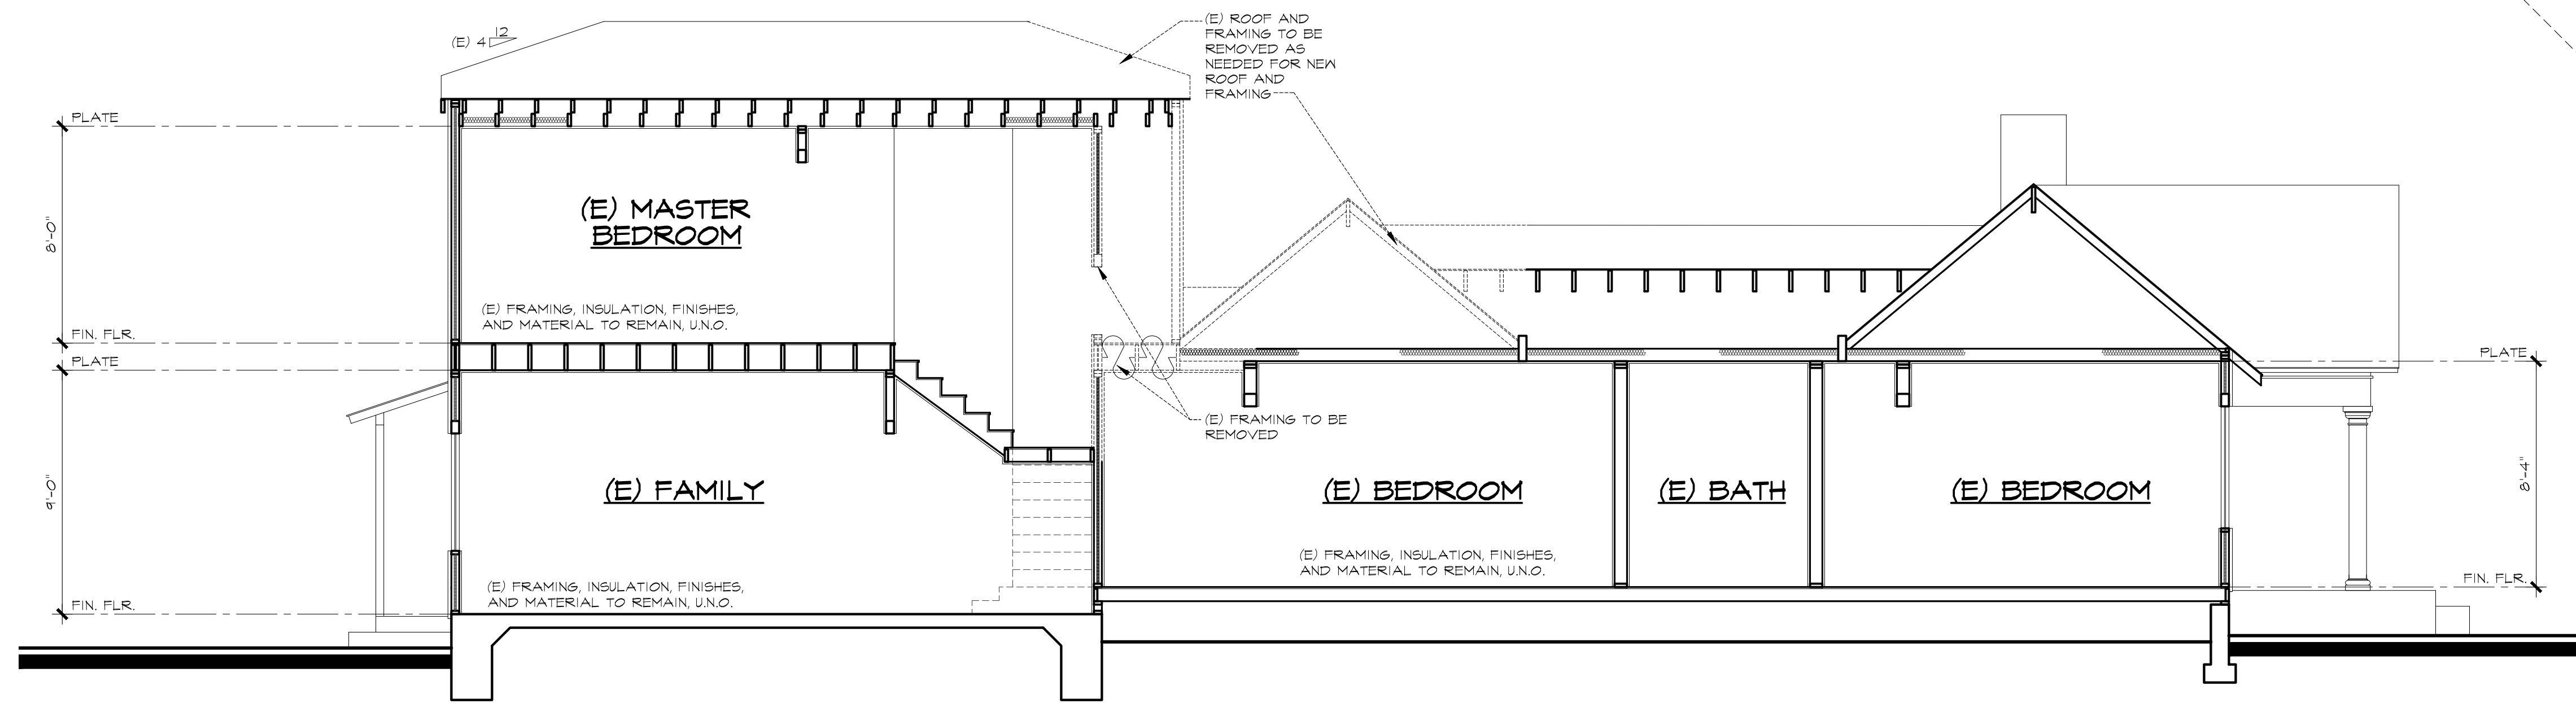 (E) 4
12
(E) ROOF AND
FRAMING TO BE
REMOVED AS
NEEDED FOR NEW
ROOF AND
FRAMING
PLATE
8'-0"
FIN. FLR.
PLATE
9'-0"
FIN. FLR.
(E) MASTER
BEDROOM
(E) FRAMING, INSULATION, FINISHES,
AND MATERIAL TO REMAIN, U.N.O.
(E) FAMILY
(E) FRAMING, INSULATION, FINISHES,
AND MATERIAL TO REMAIN, U.N.O.
(E) FRAMING TO BE
REMOVED
(E) BEDROOM
(E) FRAMING, INSULATION, FINISHES,
AND MATERIAL TO REMAIN, U.N.O.
(E) BATH
(E) BEDROOM
PLATE
8'-4"
FIN. FLR.